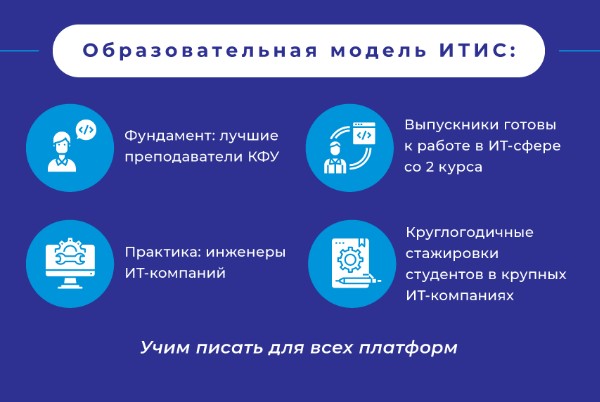 Образовательная модель ИТИС:
Фундамент: лучшие
преподаватели КФУ
Выпускники готовы
к работе в ИТ-сфере
со 2 курса
Практика: инженеры
ИТ-компаний
Круглогодичные
стажировки
студентов в крупных
ИТ-компаниях
Учим писать для всех платформ